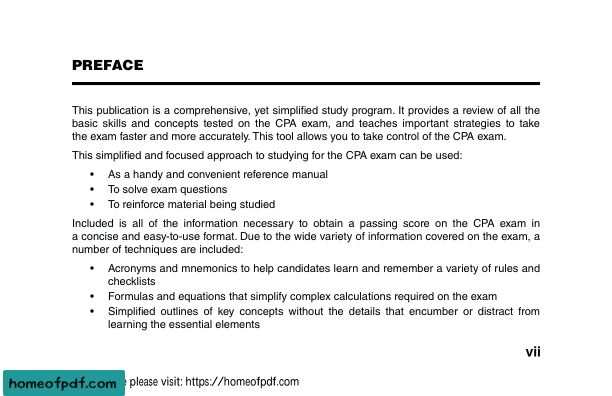 PREFACE
This publication is a comprehensive, yet simplified study program. It provides a review of all the
basic skills and concepts tested on the CPA exam, and teaches important strategies to take
the exam faster and more accurately. This tool allows you to take control of the CPA exam.
This simplified and focused approach to studying for the CPA exam can be used:
• As a handy and convenient reference manual
• To solve exam questions
• To reinforce material being studied
Included is all of the information necessary to obtain a passing score on the CPA exam in
a concise and easy-to-use format. Due to the wide variety of information covered on the exam, a
number of techniques are included:
• Acronyms and mnemonics to help candidates learn and remember a variety of rules and
checklists
• Formulas and equations that simplify complex calculations required on the exam
• Simplified outlines of key concepts without the details that encumber or distract from
learning the essential elements
vii
homeofpdf.com please visit: https://homeofpdf.com